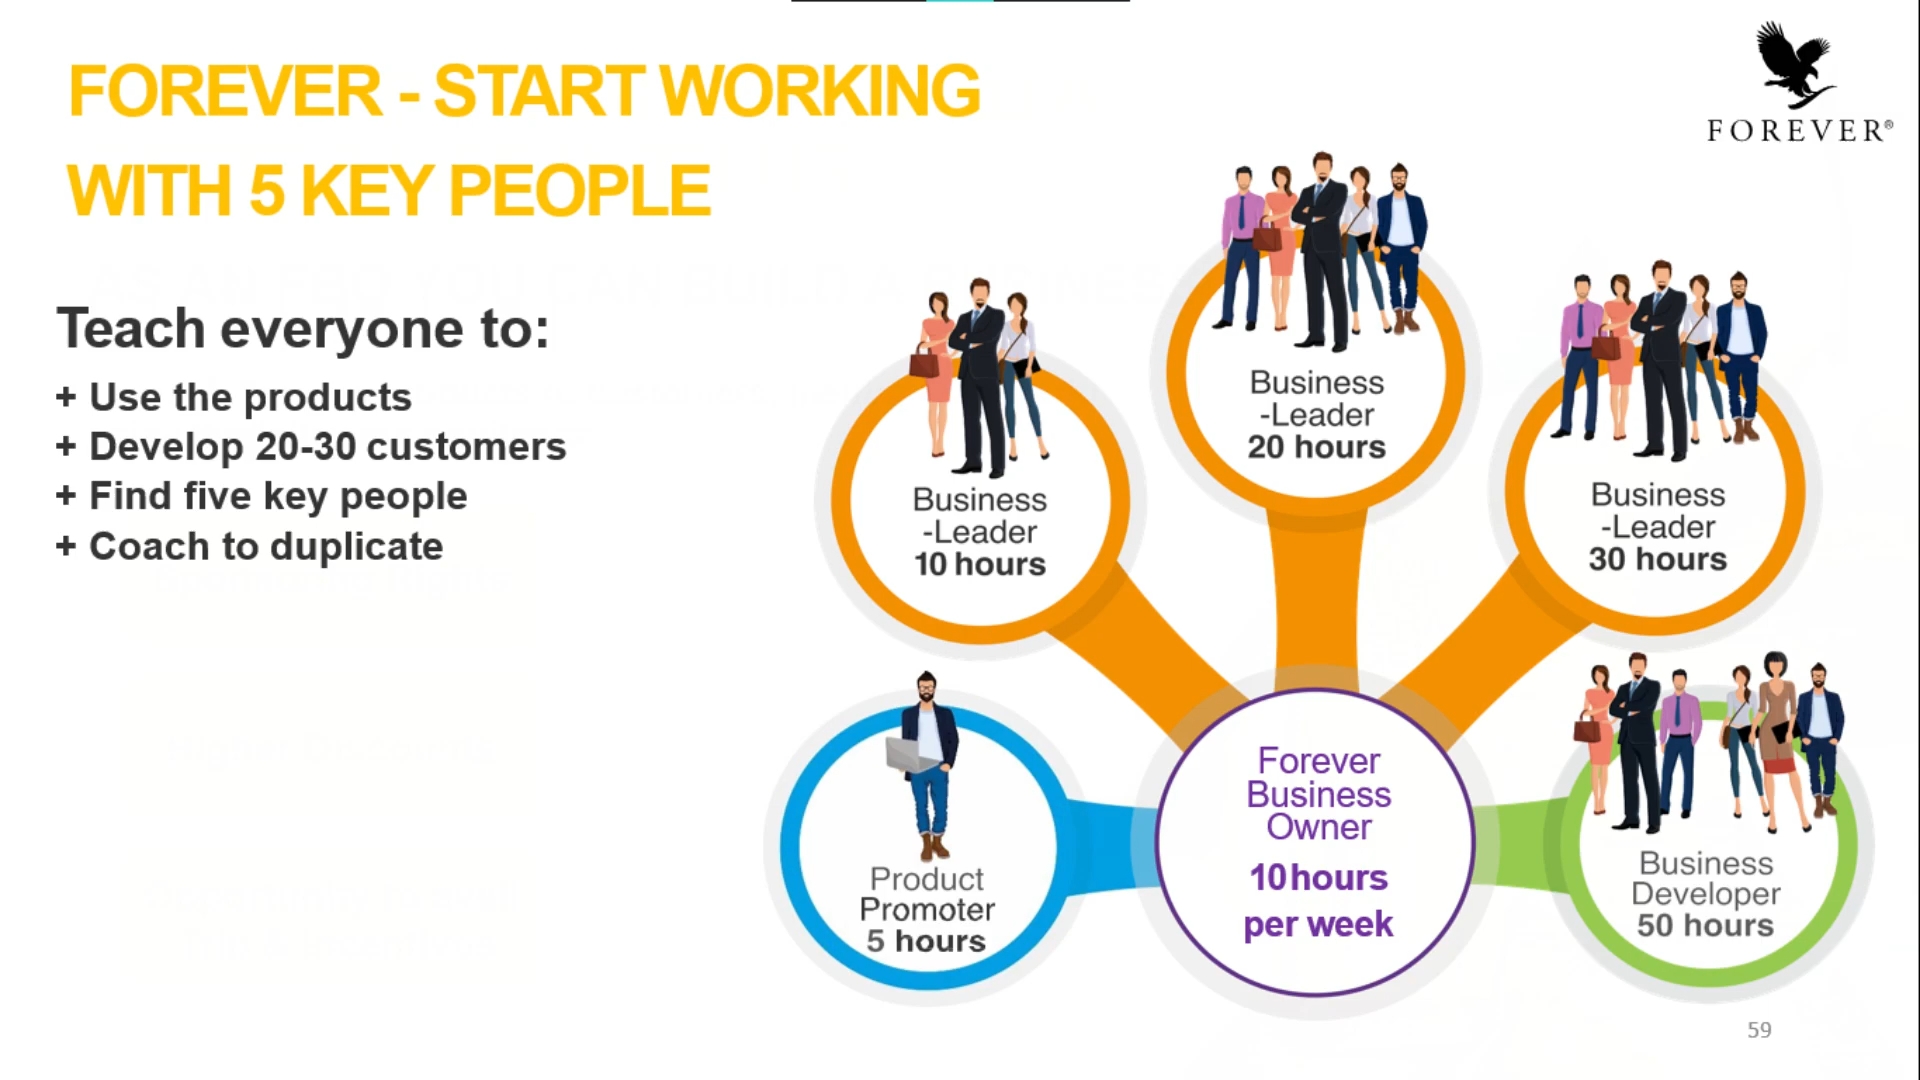 FOREVER - START WORKING
WITH 5 KEY PEOPLE
FOREVER®
Teach everyone to:
+ Use the products
+ Develop 20-30 customers
+ Find five key people
+ Coach to duplicate
Business
-Leader
10 hours
Business
-Leader
20 hours
Business
-Leader
30 hours
Product
Promoter
5 hours
Forever
Business
Owner
10 hours
per week
Business
Developer
50 hours
59